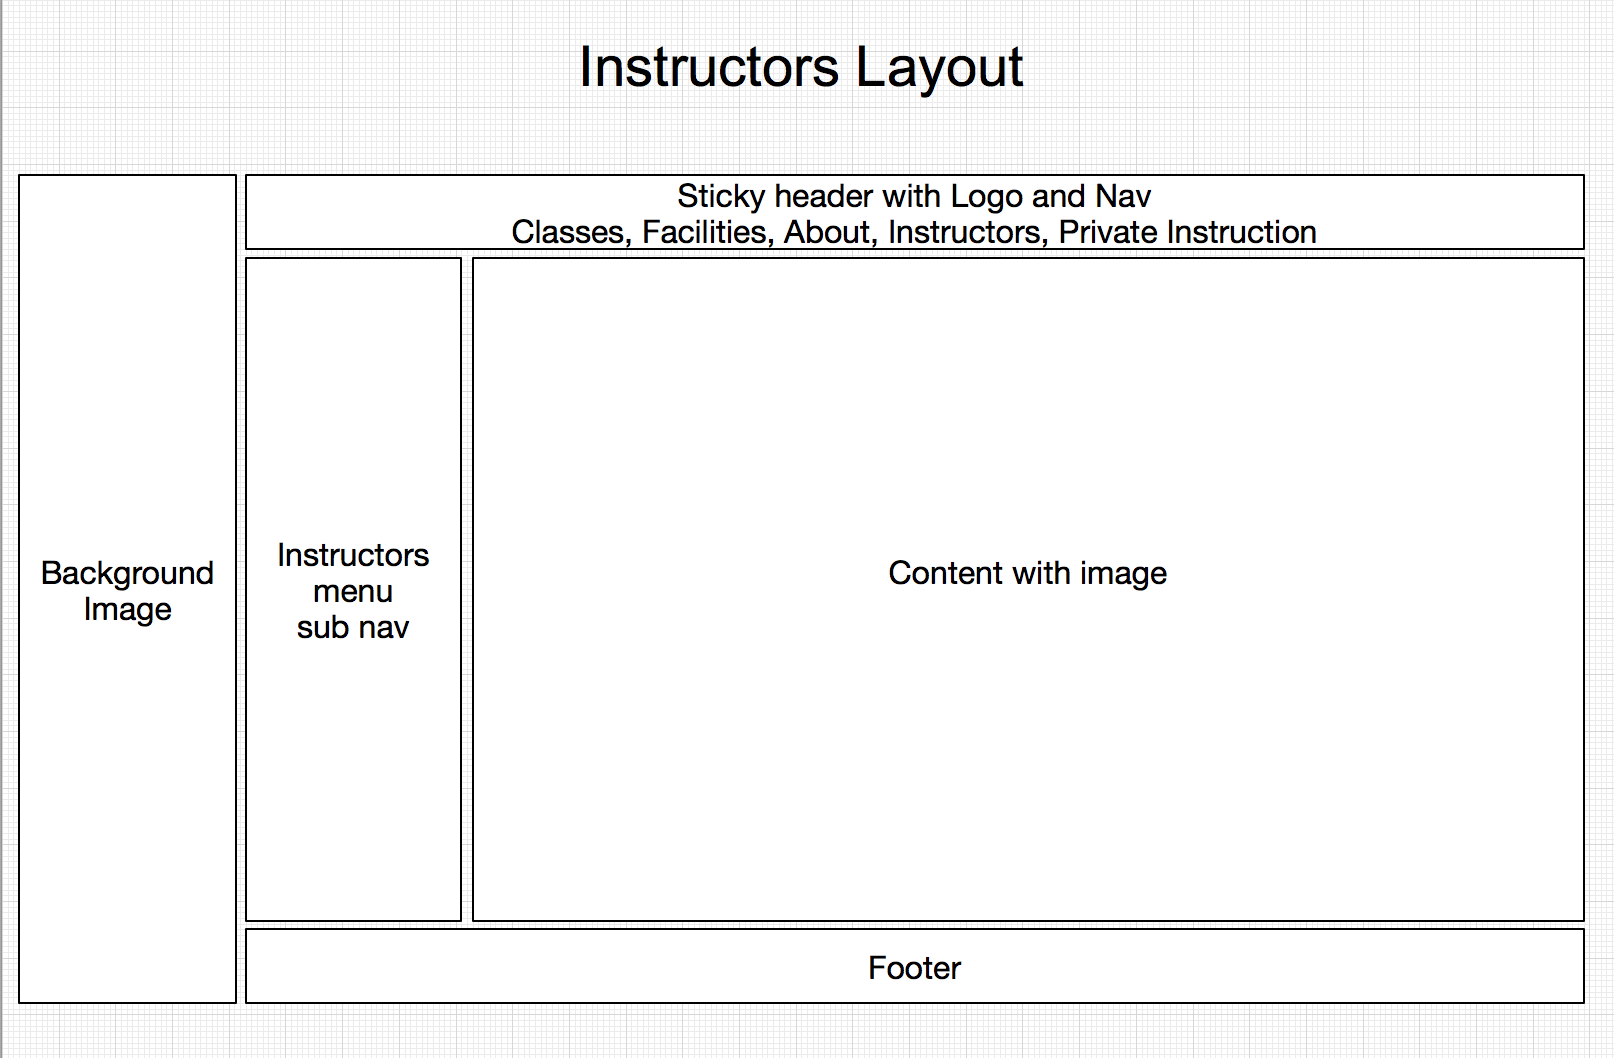 Instructors Layout
Sticky header with Logo and Nav
Classes, Facilities, About, Instructors, Private Instruction
Background
Image
Instructors
menu
sub nav
Content with image
Footer